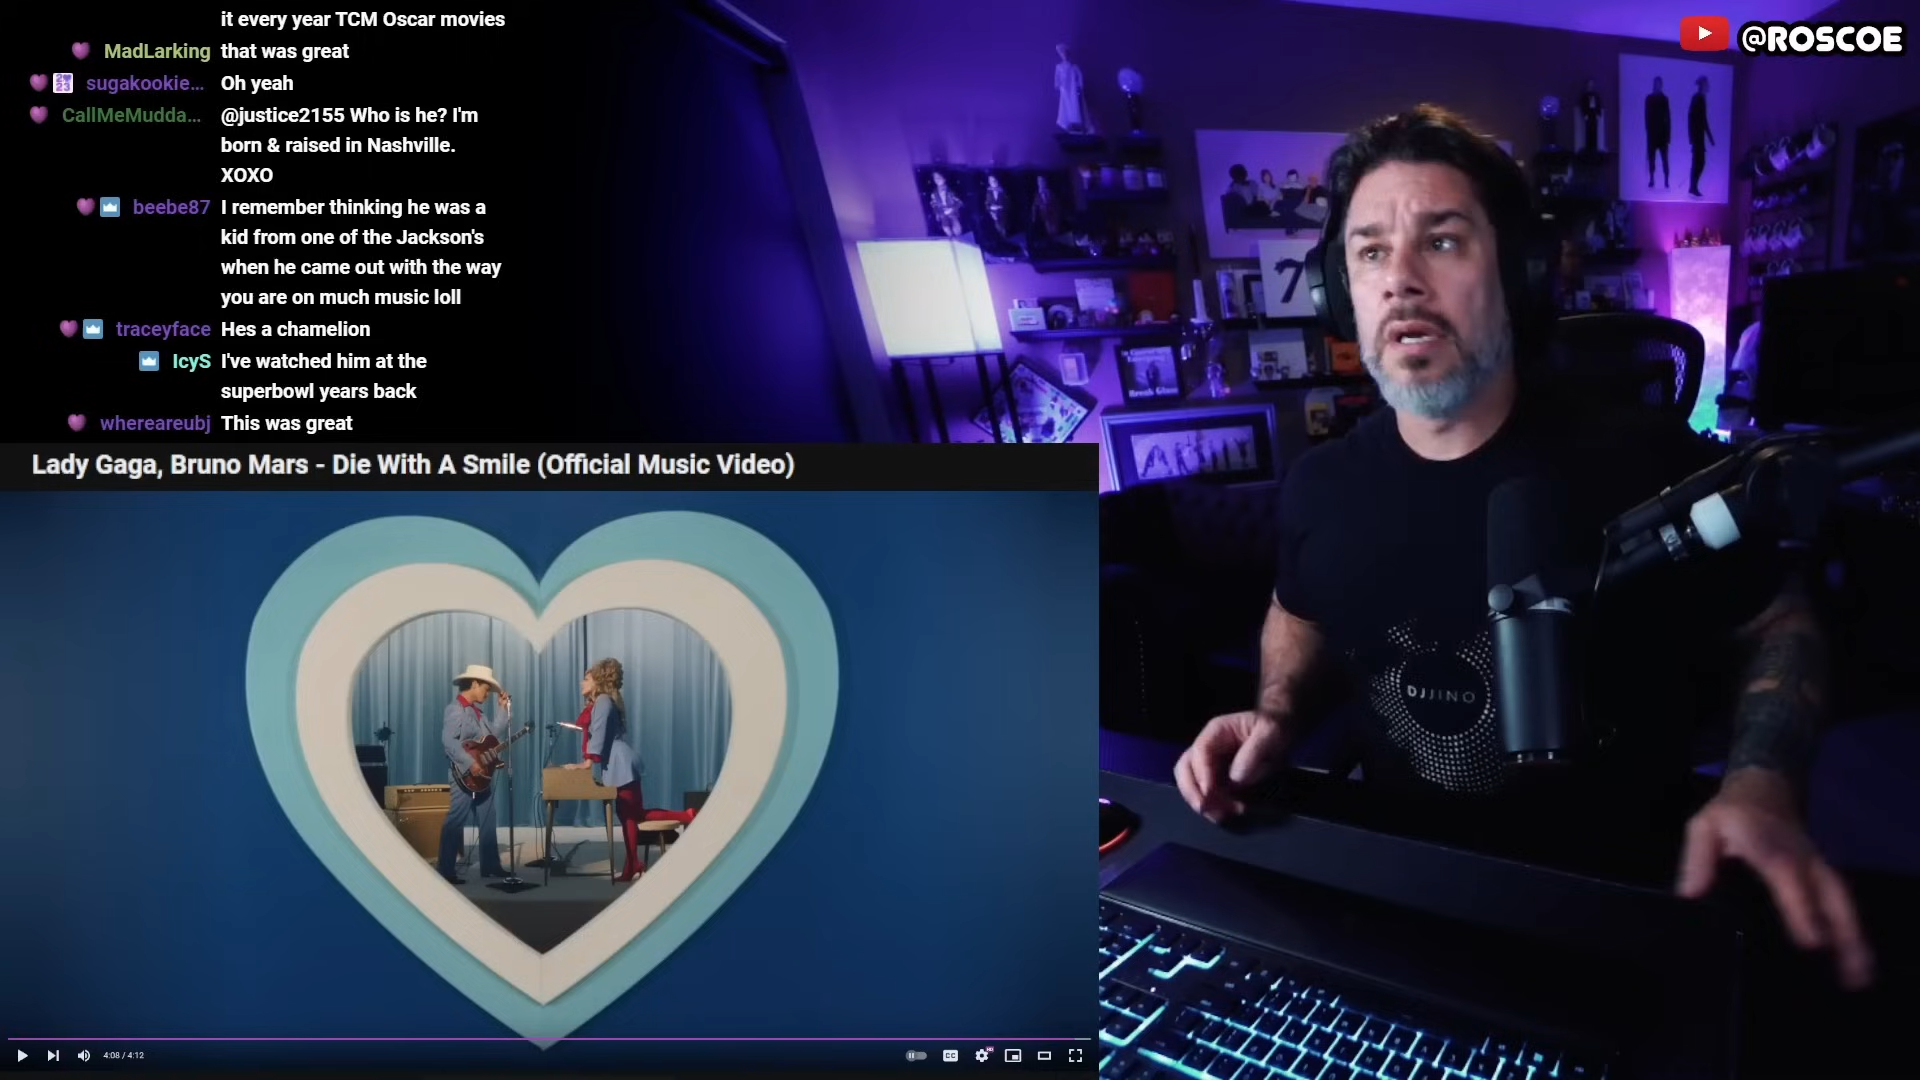 it every year TCM Oscar movies
MadLarking that was great
sugakookie... Oh yeah
CallMeMudda... @justice2155 Who is he? I'm
born & raised in Nashville.
XOXO
beebe87 I remember thinking he was a
kid from one of the Jackson's
when he came out with the way
you are on much music loll
traceyface Hes a chamelion
IcyS I've watched him at the
superbowl years back
whereareubj This was great
@ROSCOE
7
Lady Gaga, Bruno Mars - Die With A Smile (Official Music Video)
DJJINO
4:08 / 4:12
CC